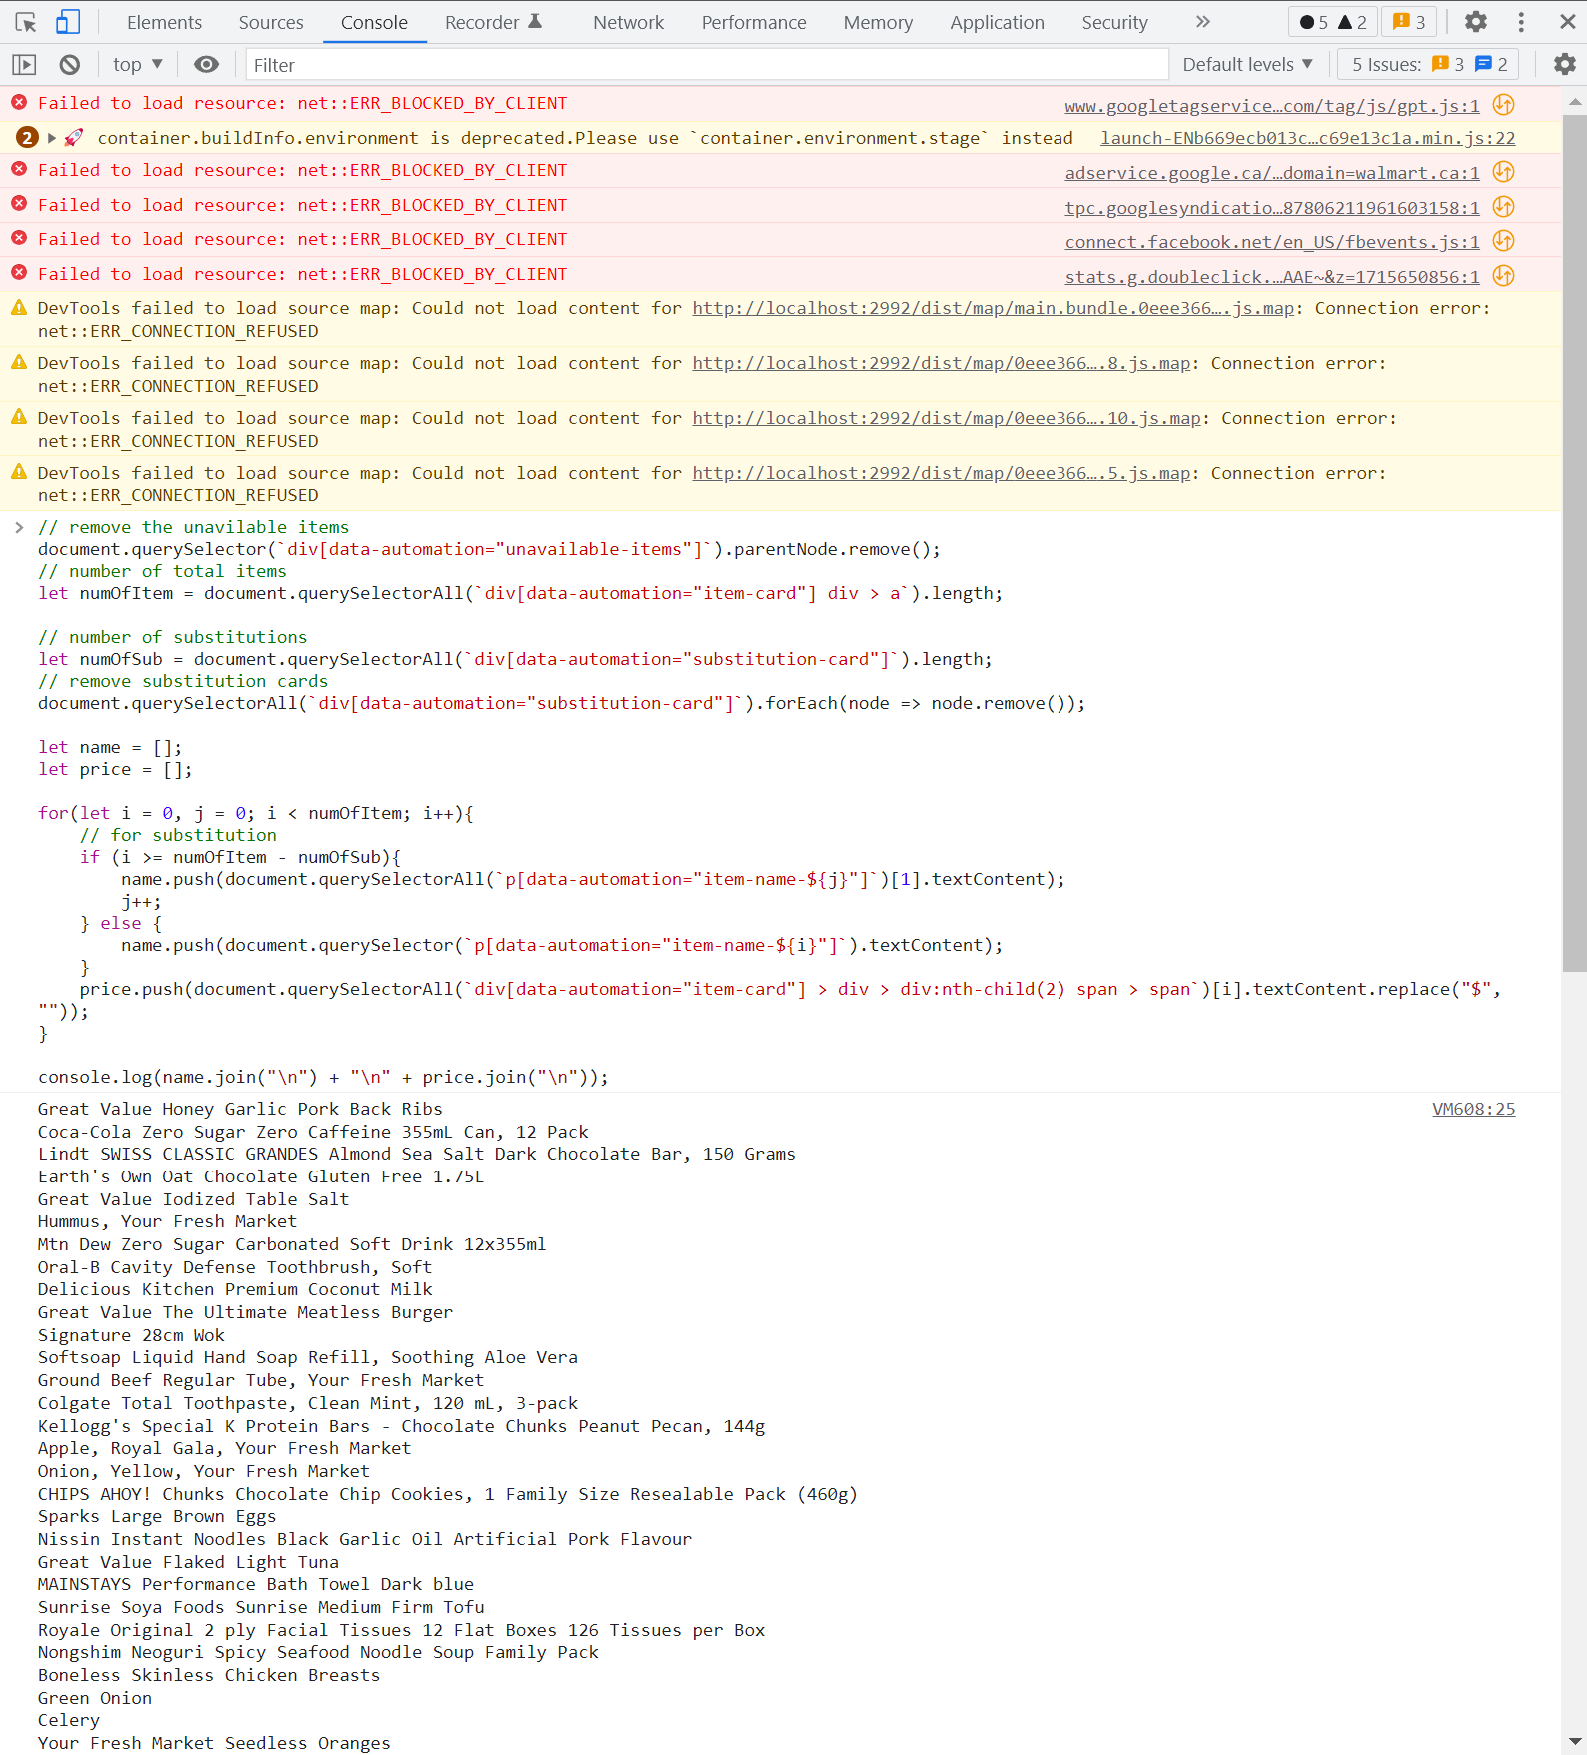 Elements Sources Console Recorder Network Performance Memory Application Security » 5 2 3
top ▼ Filter Default levels ▼ 5 Issues: 3 2
Failed to load resource: net::ERR_BLOCKED_BY_CLIENT www.googletagservice…com/tag/js/gpt.js:1
2 container.buildInfo.environment is deprecated.Please use `container.environment.stage` instead launch-ENb669ecb013c…c69e13c1a.min.js:22
Failed to load resource: net::ERR_BLOCKED_BY_CLIENT adservice.google.ca/…domain=walmart.ca:1
Failed to load resource: net::ERR_BLOCKED_BY_CLIENT tpc.googlesyndicatio…87806211961603158:1
Failed to load resource: net::ERR_BLOCKED_BY_CLIENT connect.facebook.net/en_US/fbevents.js:1
Failed to load resource: net::ERR_BLOCKED_BY_CLIENT stats.g.doubleclick.…AAE~&z=1715650856:1
DevTools failed to load source map: Could not load content for http://localhost:2992/dist/map/main.bundle.0eee366….js.map: Connection error:
net::ERR_CONNECTION_REFUSED
DevTools failed to load source map: Could not load content for http://localhost:2992/dist/map/0eee366….8.js.map: Connection error:
net::ERR_CONNECTION_REFUSED
DevTools failed to load source map: Could not load content for http://localhost:2992/dist/map/0eee366….10.js.map: Connection error:
net::ERR_CONNECTION_REFUSED
DevTools failed to load source map: Could not load content for http://localhost:2992/dist/map/0eee366….5.js.map: Connection error:
net::ERR_CONNECTION_REFUSED
// remove the unavilable items
document.querySelector(`div[data-automation="unavailable-items"]`).parentNode.remove();
// number of total items
let numOfItem = document.querySelectorAll(`div[data-automation="item-card"] div > a`).length;
// number of substitutions
let numOfSub = document.querySelectorAll(`div[data-automation="substitution-card"]`).length;
// remove substitution cards
document.querySelectorAll(`div[data-automation="substitution-card"]`).forEach(node => node.remove());
let name = [];
let price = [];
for(let i = 0, j = 0; i < numOfItem; i++){
// for substitution
if (i >= numOfItem - numOfSub){
name.push(document.querySelectorAll(`p[data-automation="item-name-${j}"]`)[1].textContent);
j++;
} else {
name.push(document.querySelector(`p[data-automation="item-name-${i}"]`).textContent);
}
price.push(document.querySelectorAll(`div[data-automation="item-card"] > div > div:nth-child(2) span > span`)[i].textContent.replace("$",
""));
}
console.log(name.join("\n") + "\n" + price.join("\n"));
Great Value Honey Garlic Pork Back Ribs VM608:25
Coca-Cola Zero Sugar Zero Caffeine 355mL Can, 12 Pack
Lindt SWISS CLASSIC GRANDES Almond Sea Salt Dark Chocolate Bar, 150 Grams
Earth's Own Oat Chocolate Gluten Free 1.75L
Great Value Iodized Table Salt
Hummus, Your Fresh Market
Mtn Dew Zero Sugar Carbonated Soft Drink 12x355ml
Oral-B Cavity Defense Toothbrush, Soft
Delicious Kitchen Premium Coconut Milk
Great Value The Ultimate Meatless Burger
Signature 28cm Wok
Softsoap Liquid Hand Soap Refill, Soothing Aloe Vera
Ground Beef Regular Tube, Your Fresh Market
Colgate Total Toothpaste, Clean Mint, 120 mL, 3-pack
Kellogg's Special K Protein Bars - Chocolate Chunks Peanut Pecan, 144g
Apple, Royal Gala, Your Fresh Market
Onion, Yellow, Your Fresh Market
CHIPS AHOY! Chunks Chocolate Chip Cookies, 1 Family Size Resealable Pack (460g)
Sparks Large Brown Eggs
Nissin Instant Noodles Black Garlic Oil Artificial Pork Flavour
Great Value Flaked Light Tuna
MAINSTAYS Performance Bath Towel Dark blue
Sunrise Soya Foods Sunrise Medium Firm Tofu
Royale Original 2 ply Facial Tissues 12 Flat Boxes 126 Tissues per Box
Nongshim Neoguri Spicy Seafood Noodle Soup Family Pack
Boneless Skinless Chicken Breasts
Green Onion
Celery
Your Fresh Market Seedless Oranges